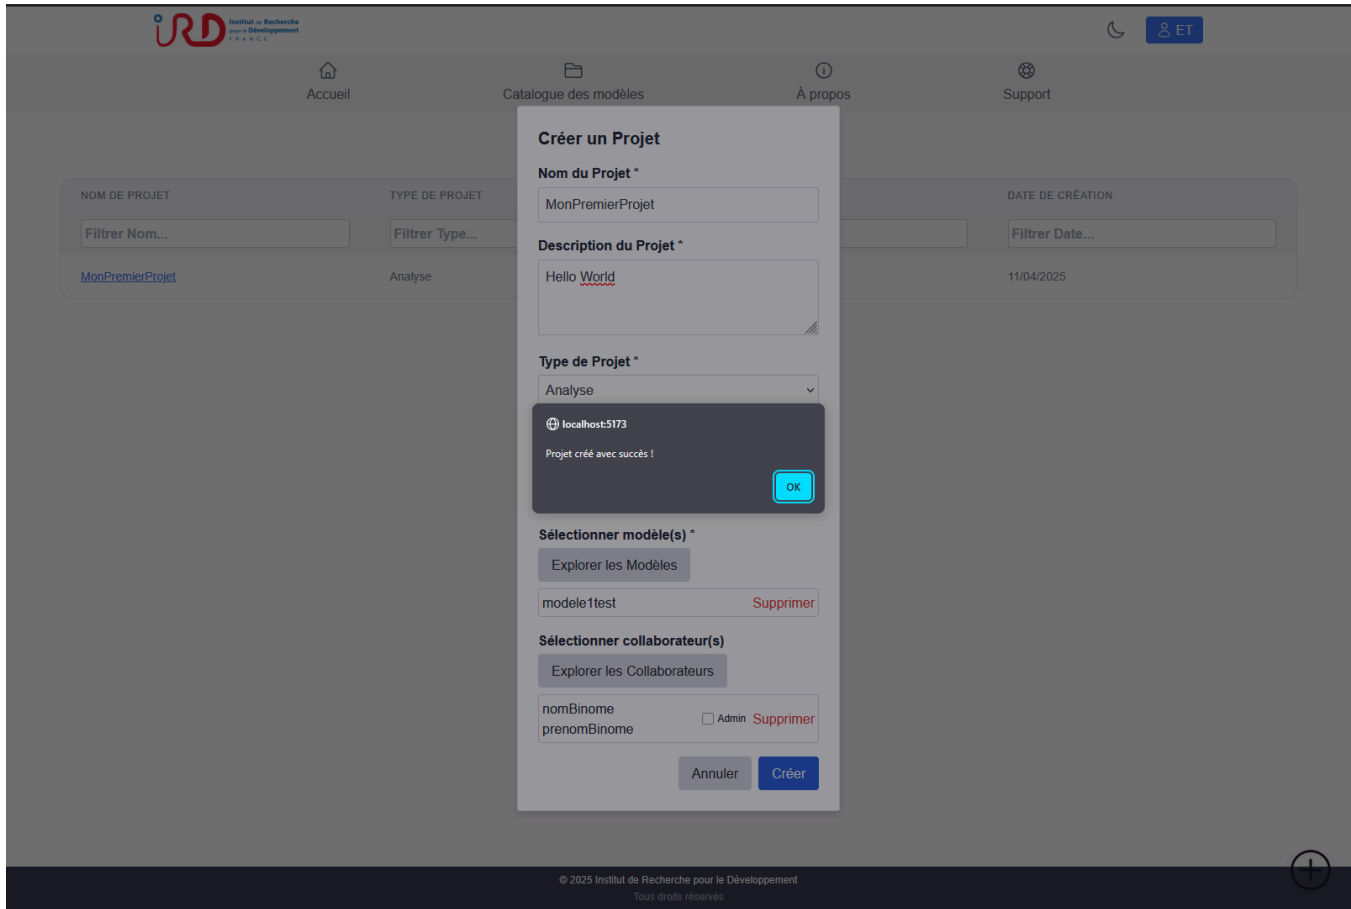 Institut de Recherche
pour le Développement
FRANCE
ET
Accueil
Catalogue des modèles
À propos
Support
Créer un Projet
Nom du Projet *
MonPremierProjet
NOM DE PROJET
TYPE DE PROJET
DATE DE CRÉATION
Filtrer Nom...
Filtrer Type...
Filtrer Date...
MonPremierProjet
Analyse
11/04/2025
Description du Projet *
Hello World
Type de Projet *
Analyse
localhost:5173
Projet créé avec succès !
OK
Sélectionner modèle(s) *
Explorer les Modèles
modele1test Supprimer
Sélectionner collaborateur(s)
Explorer les Collaborateurs
nomBinome
prenomBinome
Admin Supprimer
Annuler
Créer
© 2025 Institut de Recherche pour le Développement
Tous droits réservés